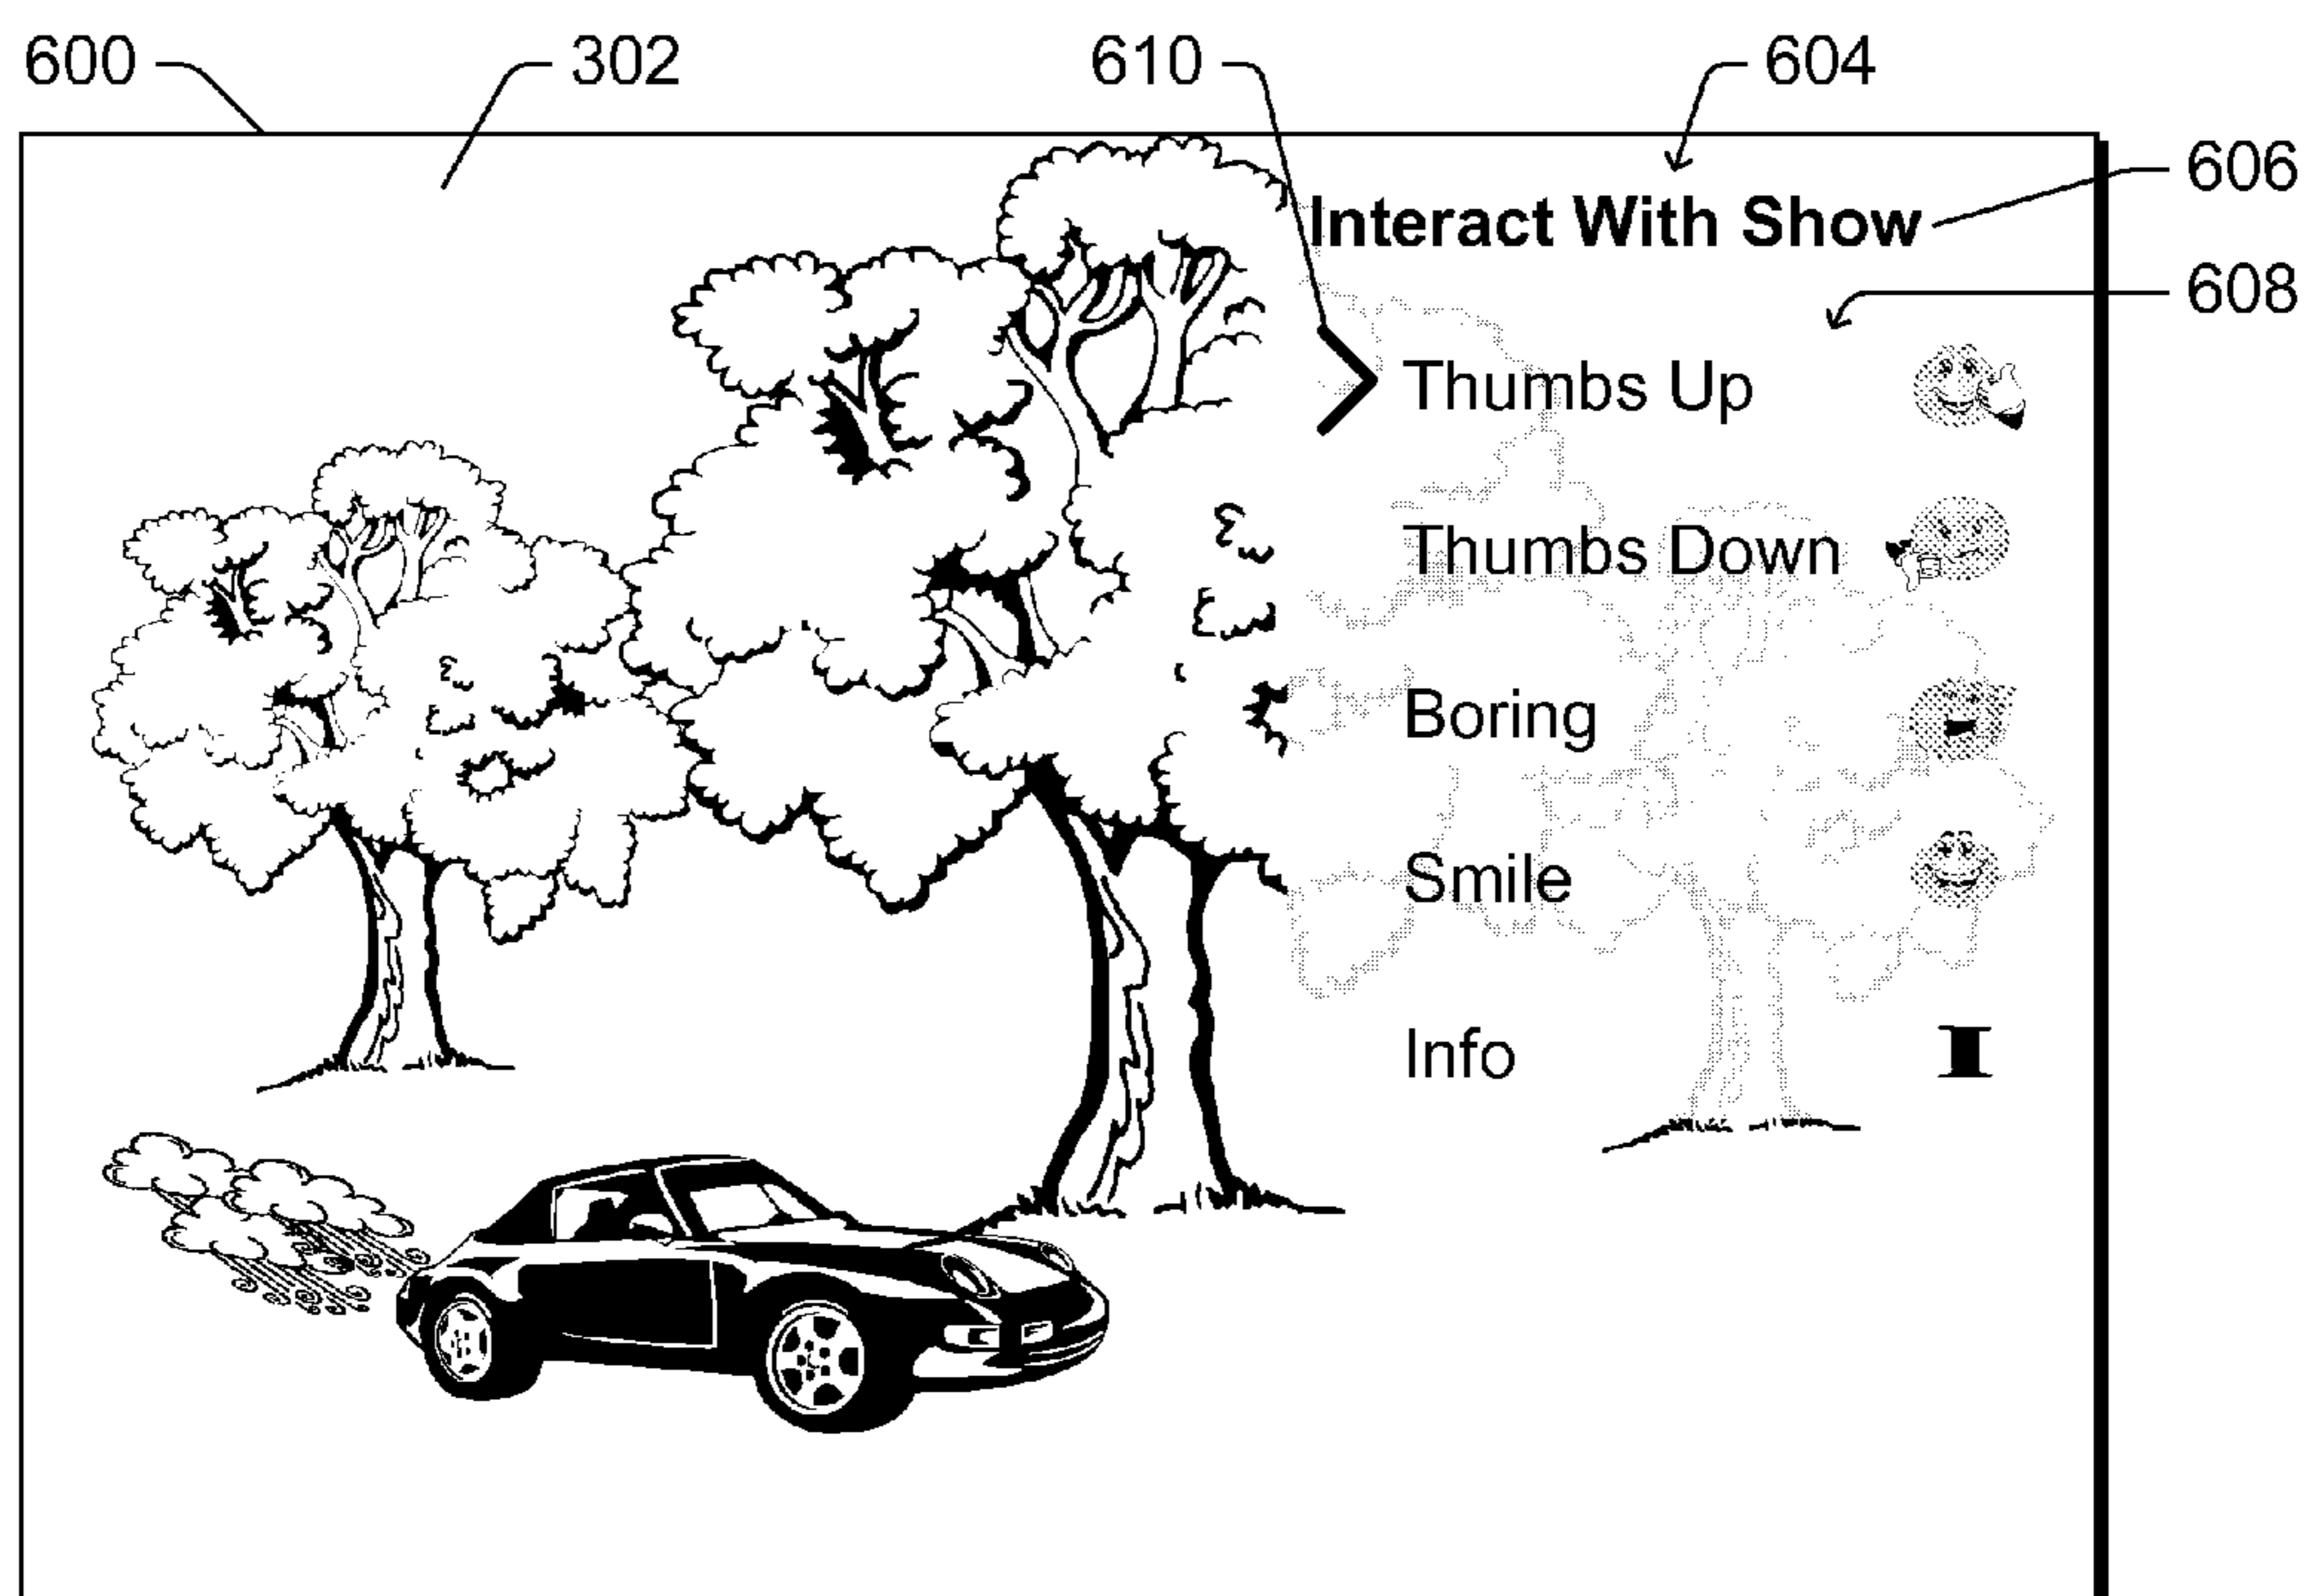 600 302 610 604
606
Interact With Show
608
Thumbs Up
Thumbs Down
Boring
Smile
Info I